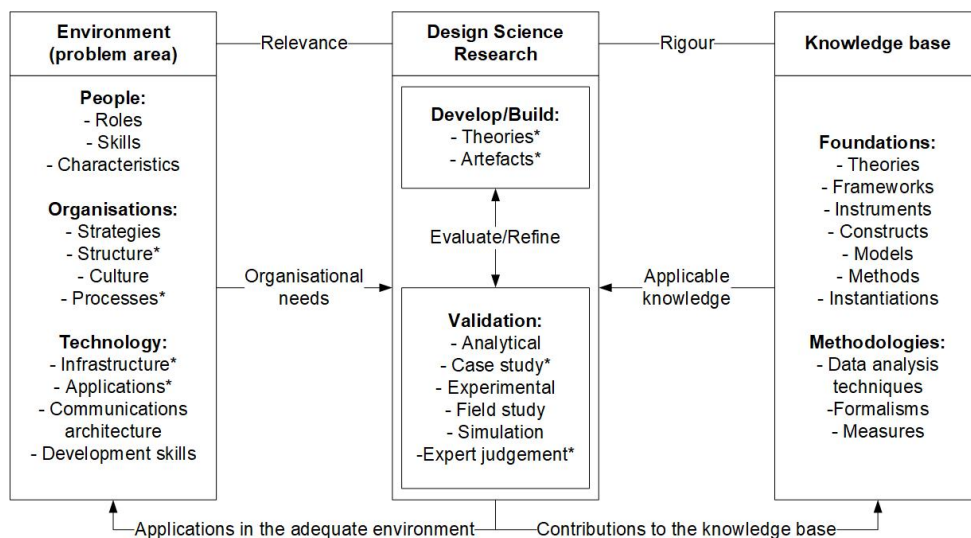 Environment
(problem area)
People:
- Roles
- Skills
- Characteristics
Organisations:
- Strategies
- Structure*
- Culture
- Processes*
Technology:
- Infrastructure*
- Applications*
- Communications
architecture
- Development skills
Relevance
Organisational
needs
Design Science
Research
Develop/Build:
- Theories*
- Artefacts*
Evaluate/Refine
Validation:
- Analytical
- Case study*
- Experimental
- Field study
- Simulation
-Expert judgement*
Rigour
Applicable
knowledge
Knowledge base
Foundations:
- Theories
- Frameworks
- Instruments
- Constructs
- Models
- Methods
- Instantiations
Methodologies:
- Data analysis
techniques
-Formalisms
- Measures
Applications in the adequate environment
Contributions to the knowledge base